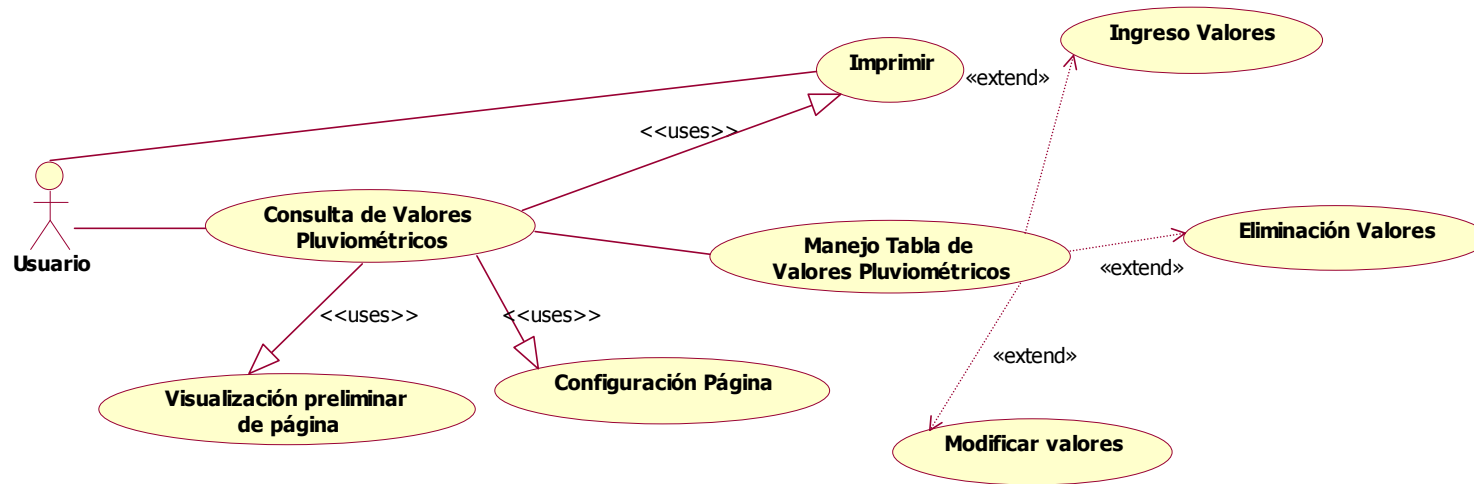 Ingreso Valores
Imprimir
«extend»
<<uses>>
Consulta de Valores
Pluviométricos
Usuario
Manejo Tabla de
Valores Pluviométricos
Eliminación Valores
«extend»
<<uses>>
<<uses>>
«extend»
Configuración Página
Visualización preliminar
de página
Modificar valores